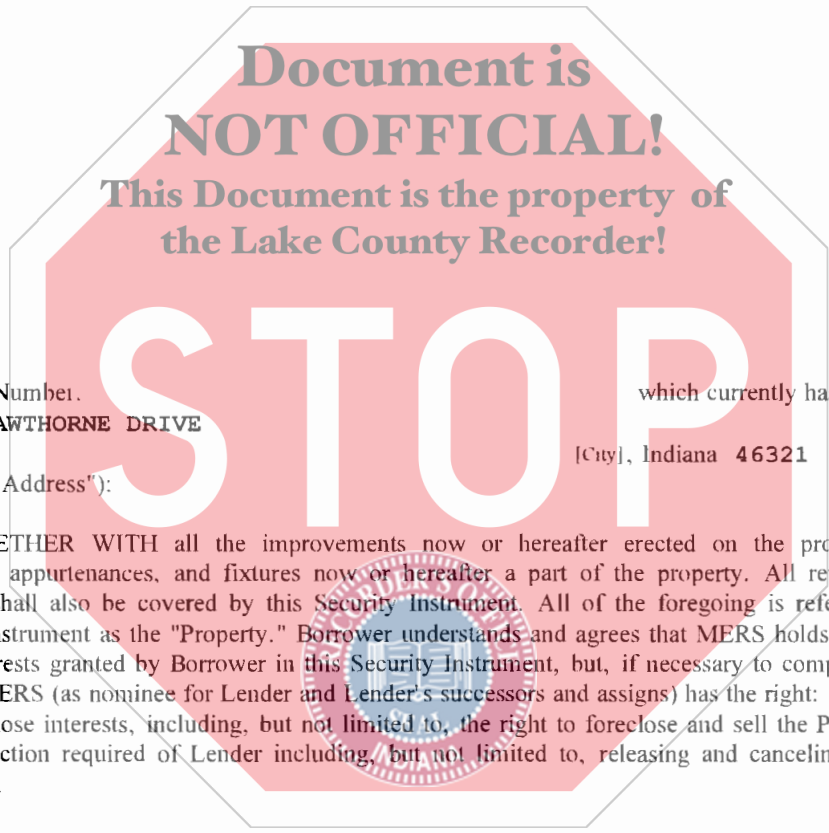 Document is
NOT OFFICIAL!
This Document is the property of
the Lake County Recorder!
STOP
Number. which currently ha
AWTHORNE DRIVE
[City], Indiana 46321
Address"):
ETHER WITH all the improvements now or hereafter erected on the pro
appurtenances, and fixtures now or hereafter a part of the property. All re
hall also be covered by this Security Instrument. All of the foregoing is refe
strument as the "Property." Borrower understands and agrees that MERS holds
rests granted by Borrower in this Security Instrument, but, if necessary to comp
ERS (as nominee for Lender and Lender's successors and assigns) has the right:
ose interests, including, but not limited to, the right to foreclose and sell the P
ction required of Lender including, but not limited to, releasing and cancelin
RECORDER'S OFFICE
SEAL
INDIANA